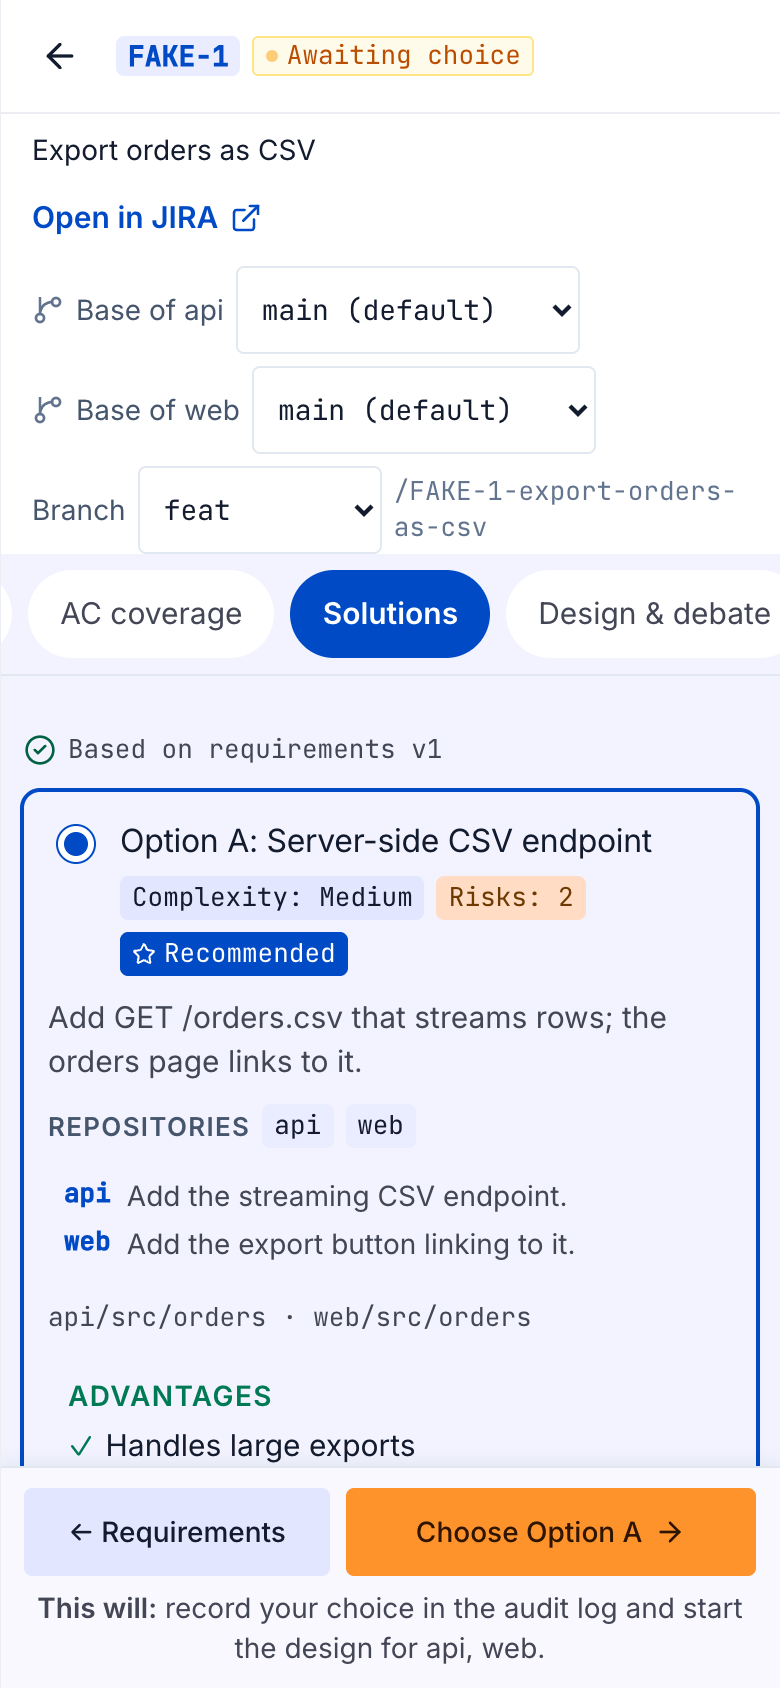 FAKE-1
Awaiting choice
Export orders as CSV
Open in JIRA
Base of api
main (default)
Base of web
main (default)
Branch
feat
/FAKE-1-export-orders-
as-csv
AC coverage
Solutions
Design & debate
Based on requirements v1
Option A: Server-side CSV endpoint
Complexity: Medium
Risks: 2
Recommended
Add GET /orders.csv that streams rows; the
orders page links to it.
REPOSITORIES
api
web
api Add the streaming CSV endpoint.
web Add the export button linking to it.
api/src/orders · web/src/orders
ADVANTAGES
✓ Handles large exports
← Requirements
Choose Option A →
This will: record your choice in the audit log and start
the design for api, web.